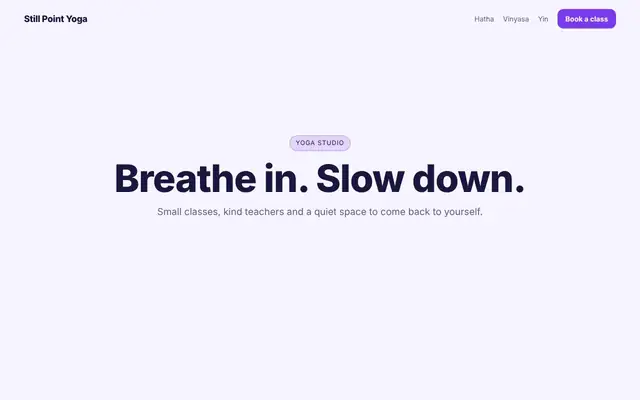 Still Point Yoga
Hatha Vinyasa Yin Book a class
YOGA STUDIO
Breathe in. Slow down.
Small classes, kind teachers and a quiet space to come back to yourself.